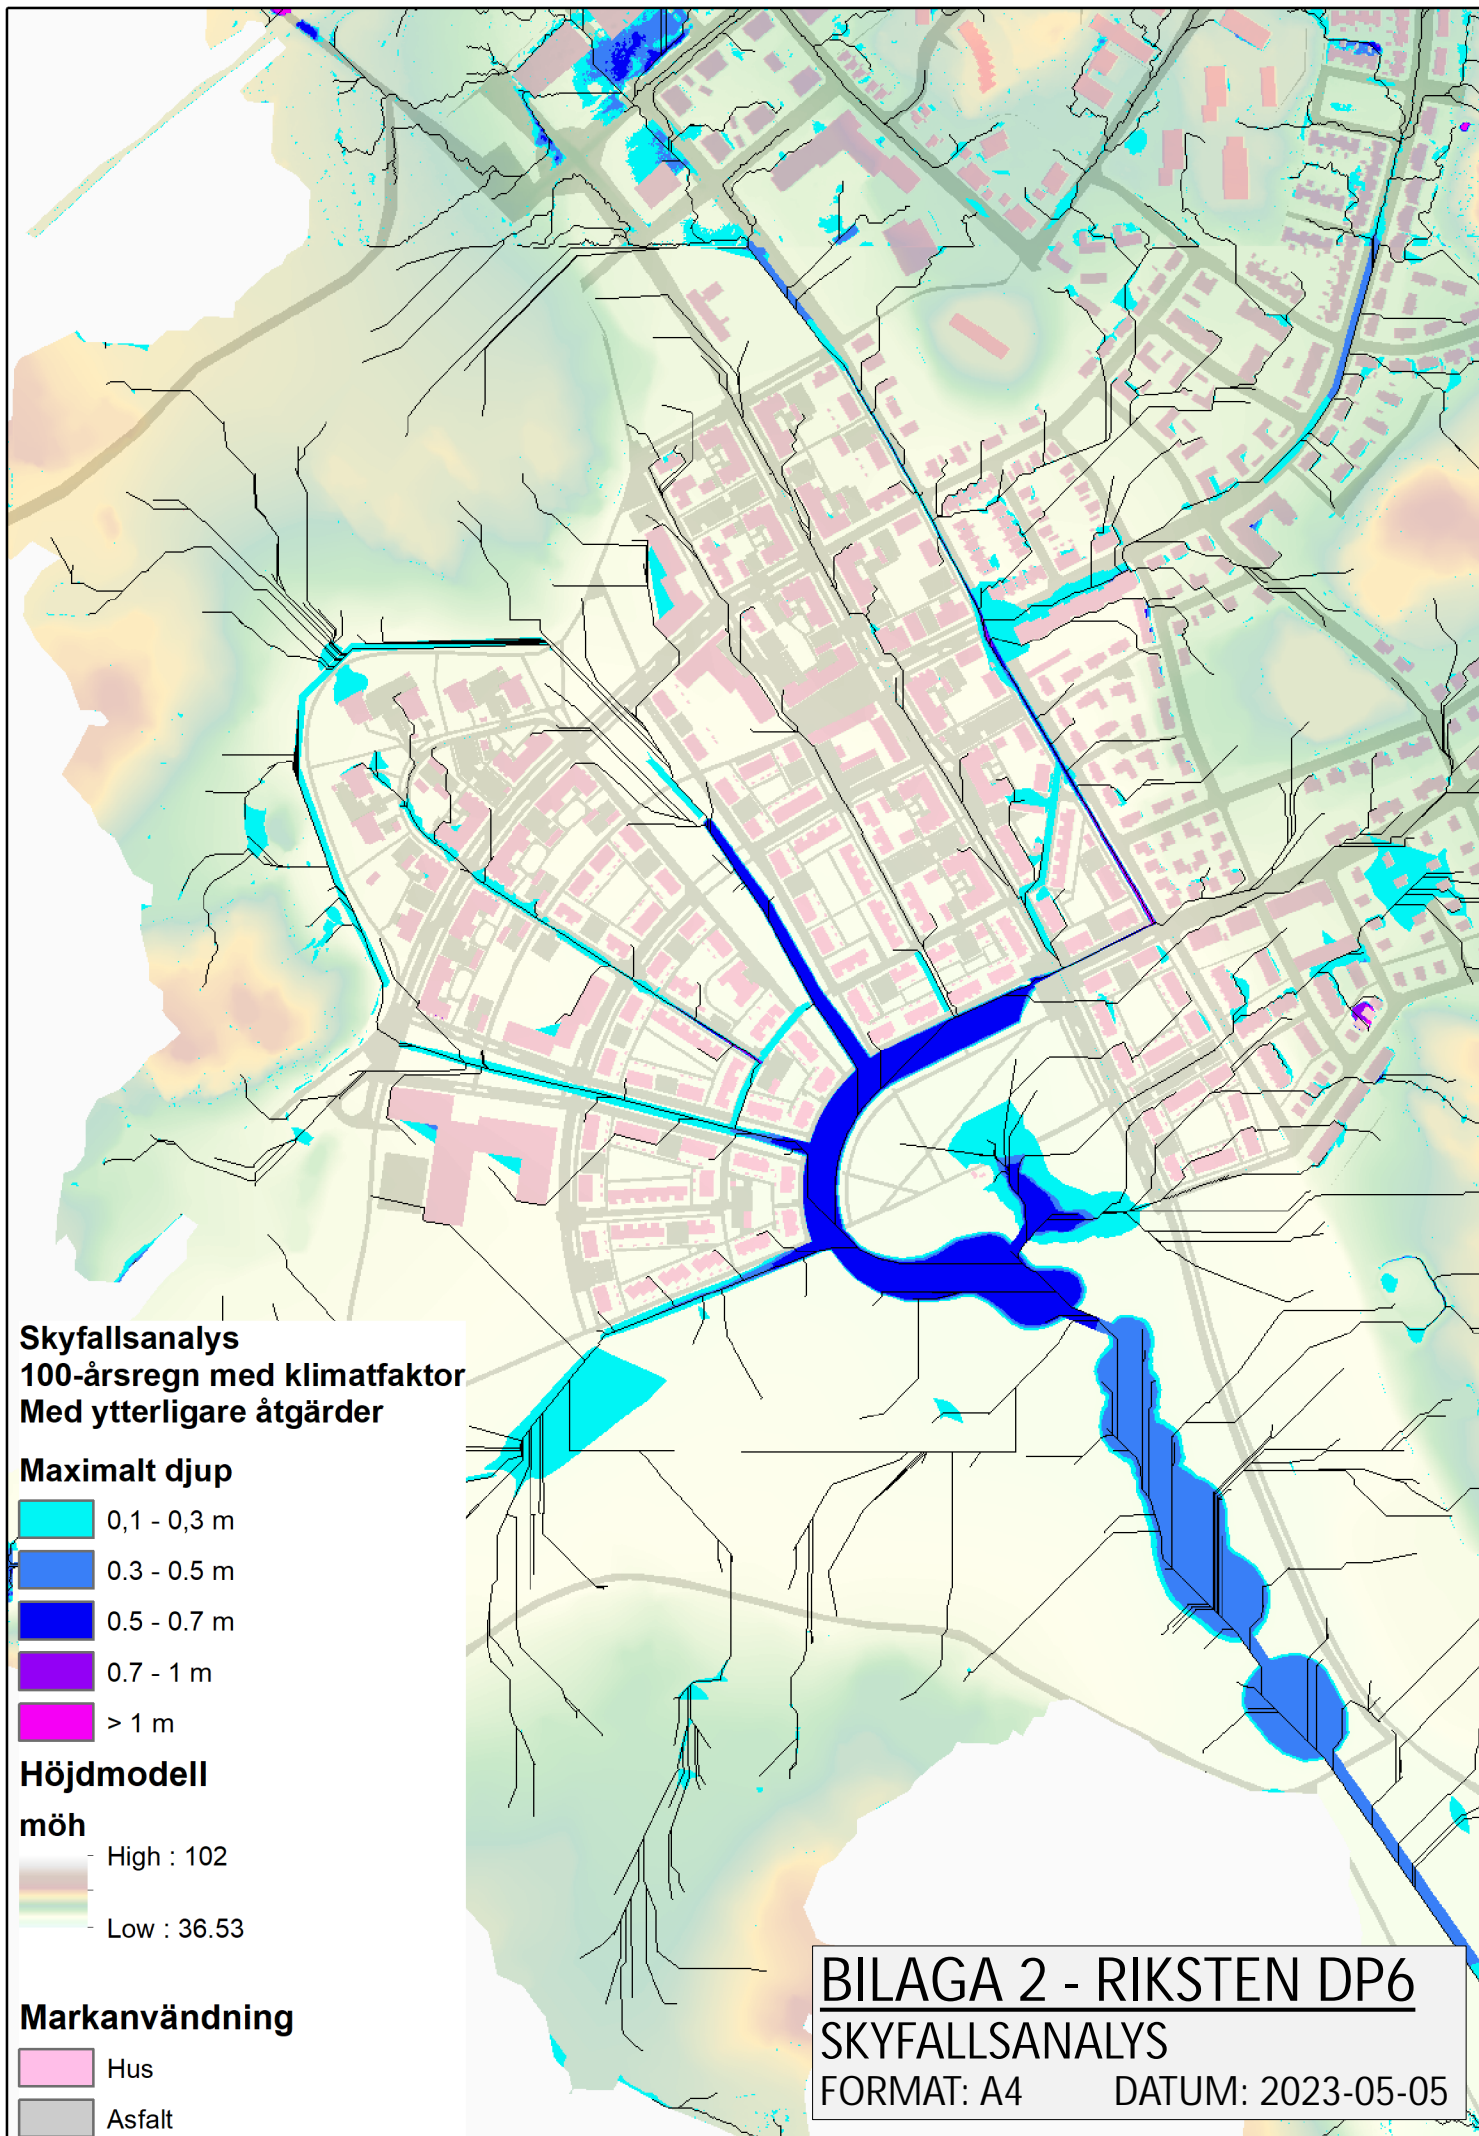 Skyfallsanalys
100-årsregn med klimatfaktor
Med ytterligare åtgärder
Maximalt djup
0,1 - 0,3 m
0.3 - 0.5 m
0.5 - 0.7 m
0.7 - 1 m
> 1 m
Höjdmodell
möh
High : 102
Low : 36.53
Markanvändning
Hus
Asfalt
BILAGA 2 - RIKSTEN DP6
SKYFALLSANALYS
FORMAT: A4 DATUM: 2023-05-05